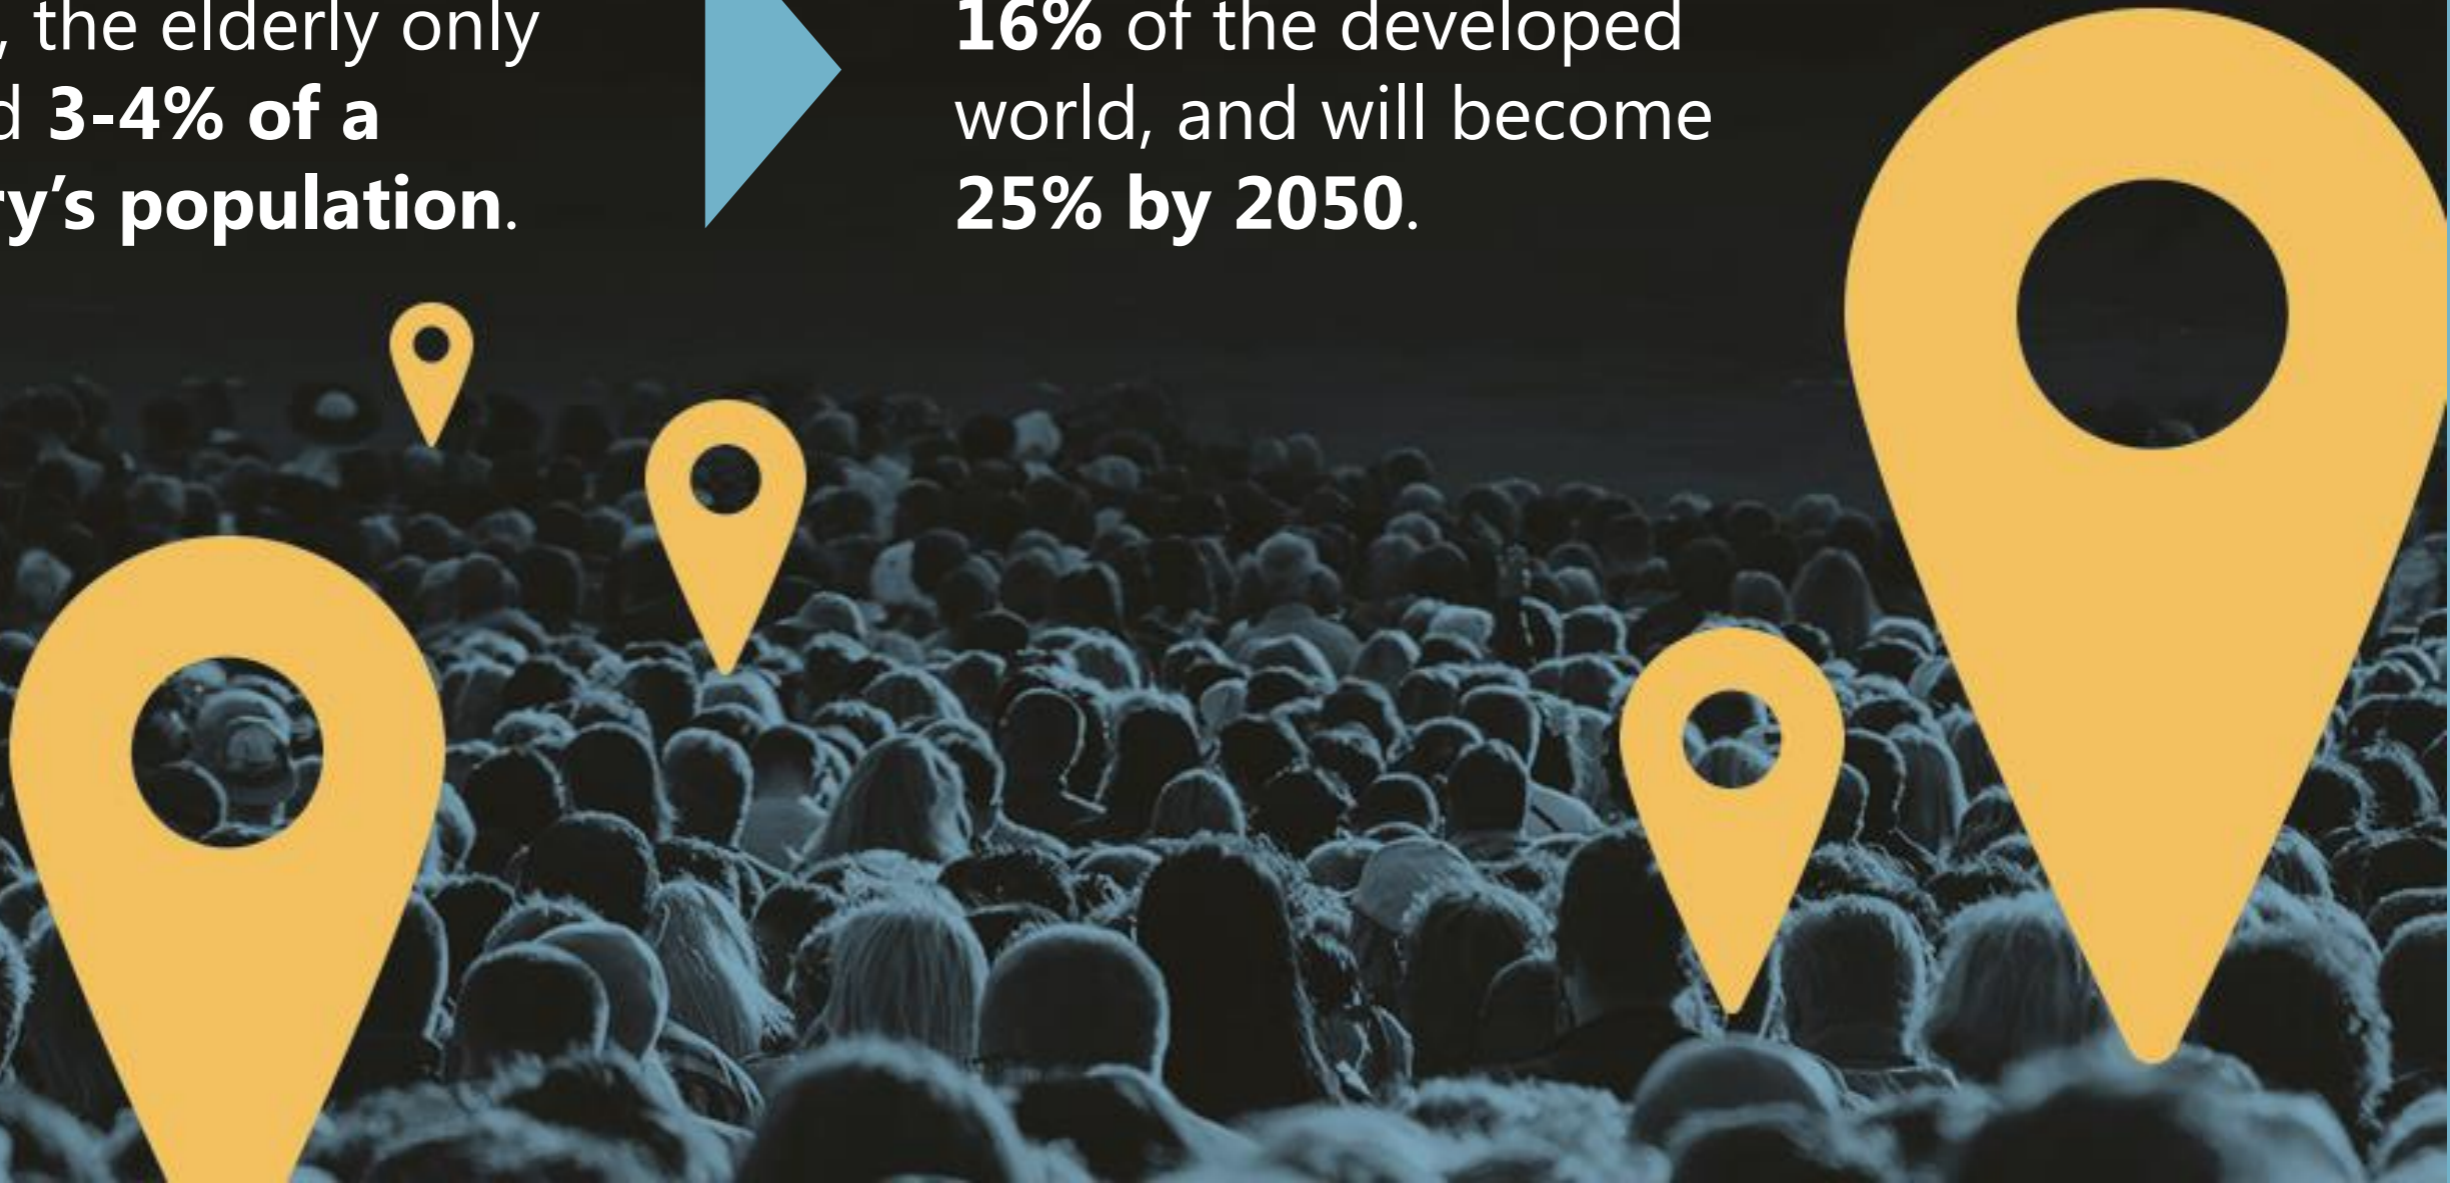 , the elderly only
d 3-4% of a
ry’s population.
16% of the developed
world, and will become
25% by 2050.